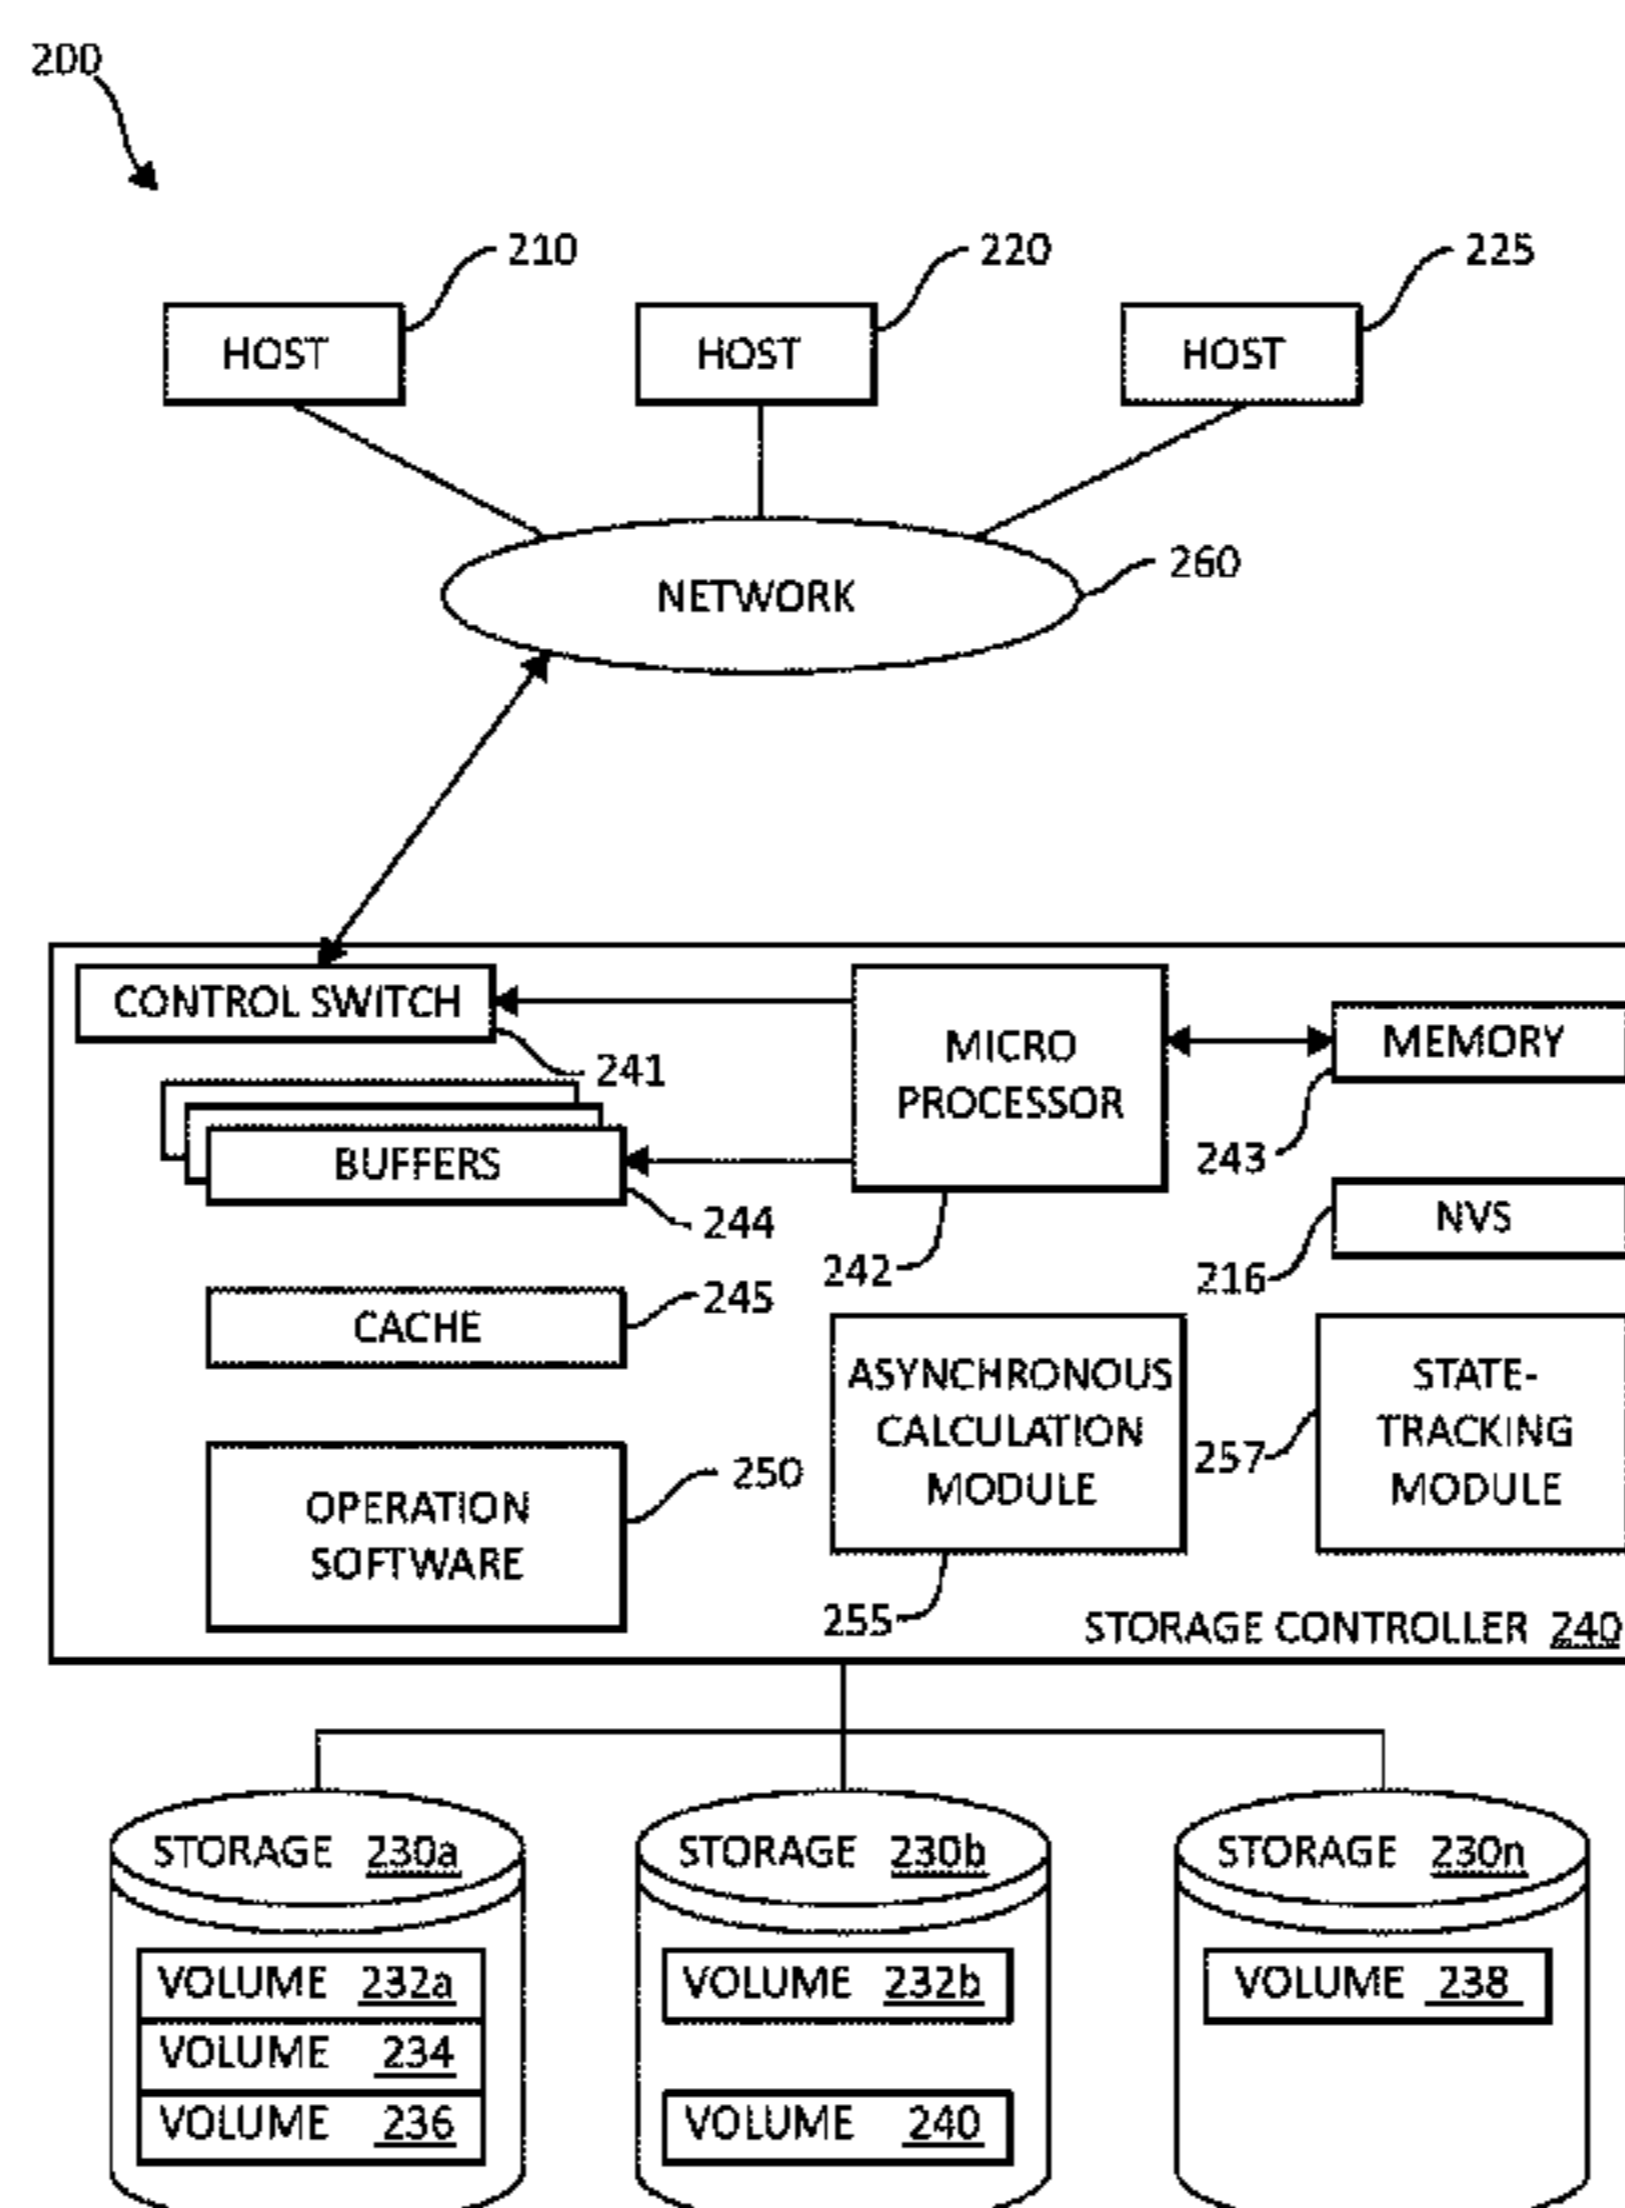 200
210
220
225
HOST
HOST
HOST
260
NETWORK
CONTROL SWITCH
241
MICRO
PROCESSOR
MEMORY
243
BUFFERS
244
242
NVS
216
245
CACHE
ASYNCHRONOUS
CALCULATION
MODULE
STATE-
TRACKING
MODULE
257
250
OPERATION
SOFTWARE
255
STORAGE CONTROLLER 240
STORAGE 230a
STORAGE 230b
STORAGE 230n
VOLUME 232a
VOLUME 234
VOLUME 236
VOLUME 232b
VOLUME 240
VOLUME 238